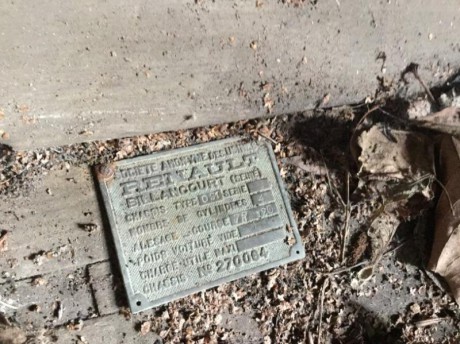 SOCIETE ANONYME DES USINES
RENAULT
BILLANCOURT (SEINE)
CHASSIS TYPE SERIE
NOMBRE DE CYLINDRES
ALESAGE COURSE
POIDS VOITURE VIDE
CHARGE UTILE MAXI
CHASSIS NO 270064